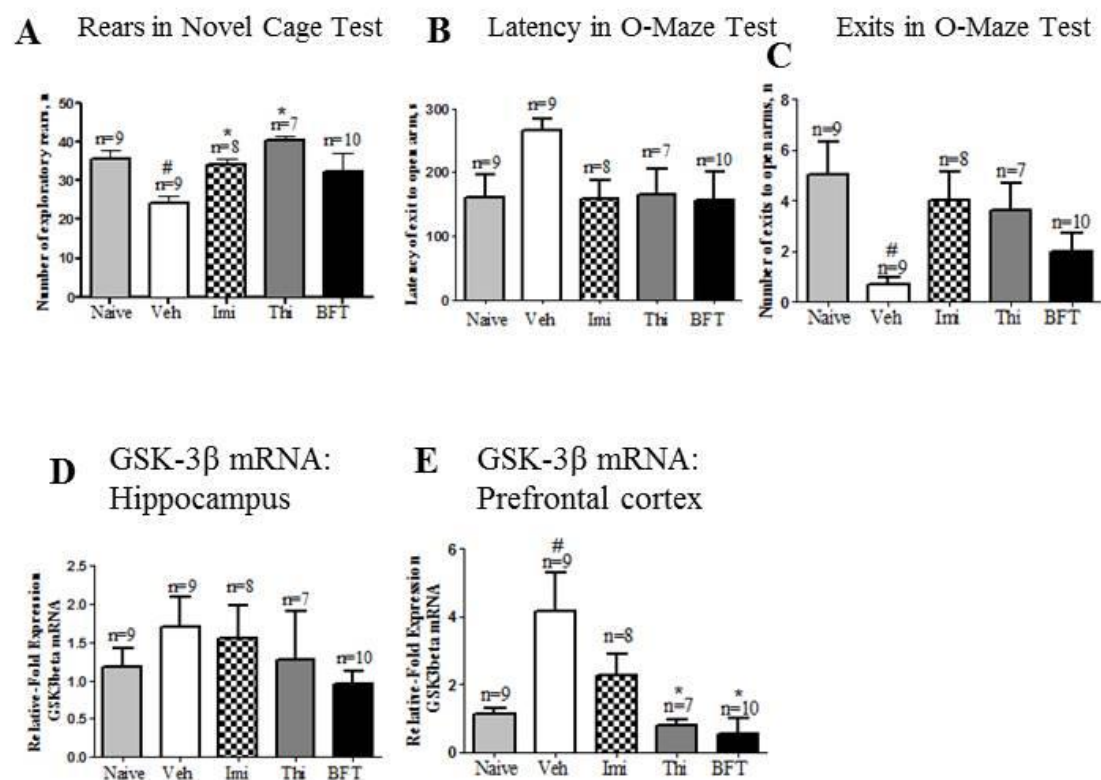 A Rears in Novel Cage Test
Number of exploratory rears, n
50
40
30
20
10
0
n=9
#
n=9
*
n=8
*
n=7
n=10
Naive Veh Imi Thi BFT
B Latency in O-Maze Test
Latency of exit to open arm, s
300
200
100
0
n=9
n=9
n=8
n=7
n=10
Naive Veh Imi Thi BFT
C Exits in O-Maze Test
Number of exits to open arms, n
8
6
4
2
0
n=9
#
n=9
n=8
n=7
n=10
Naive Veh Imi Thi BFT
D GSK-3β mRNA:
Hippocampus
Relative-Fold Expression
GSK3beta mRNA
2.5
2.0
1.5
1.0
0.5
0.0
n=9
n=9
n=8
n=7
n=10
Naive Veh Imi Thi BFT
E GSK-3β mRNA:
Prefrontal cortex
Relative-Fold Expression
GSK3beta mRNA
6
4
2
0
n=9
#
n=9
n=8
*
n=7
*
n=10
Naive Veh Imi Thi BFT